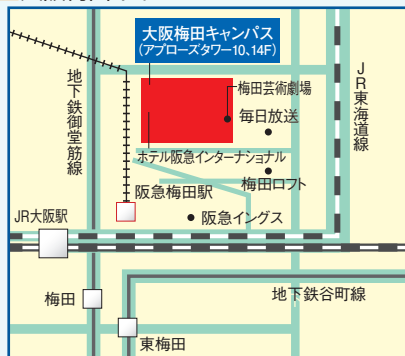 大阪梅田キャンパス
(アプローズタワー10、14F)
地下鉄御堂筋線
梅田芸術劇場
毎日放送
JR東海道線
ホテル阪急インターナショナル
阪急梅田駅
梅田ロフト
JR大阪駅
阪急イングス
梅田
地下鉄谷町線
東梅田